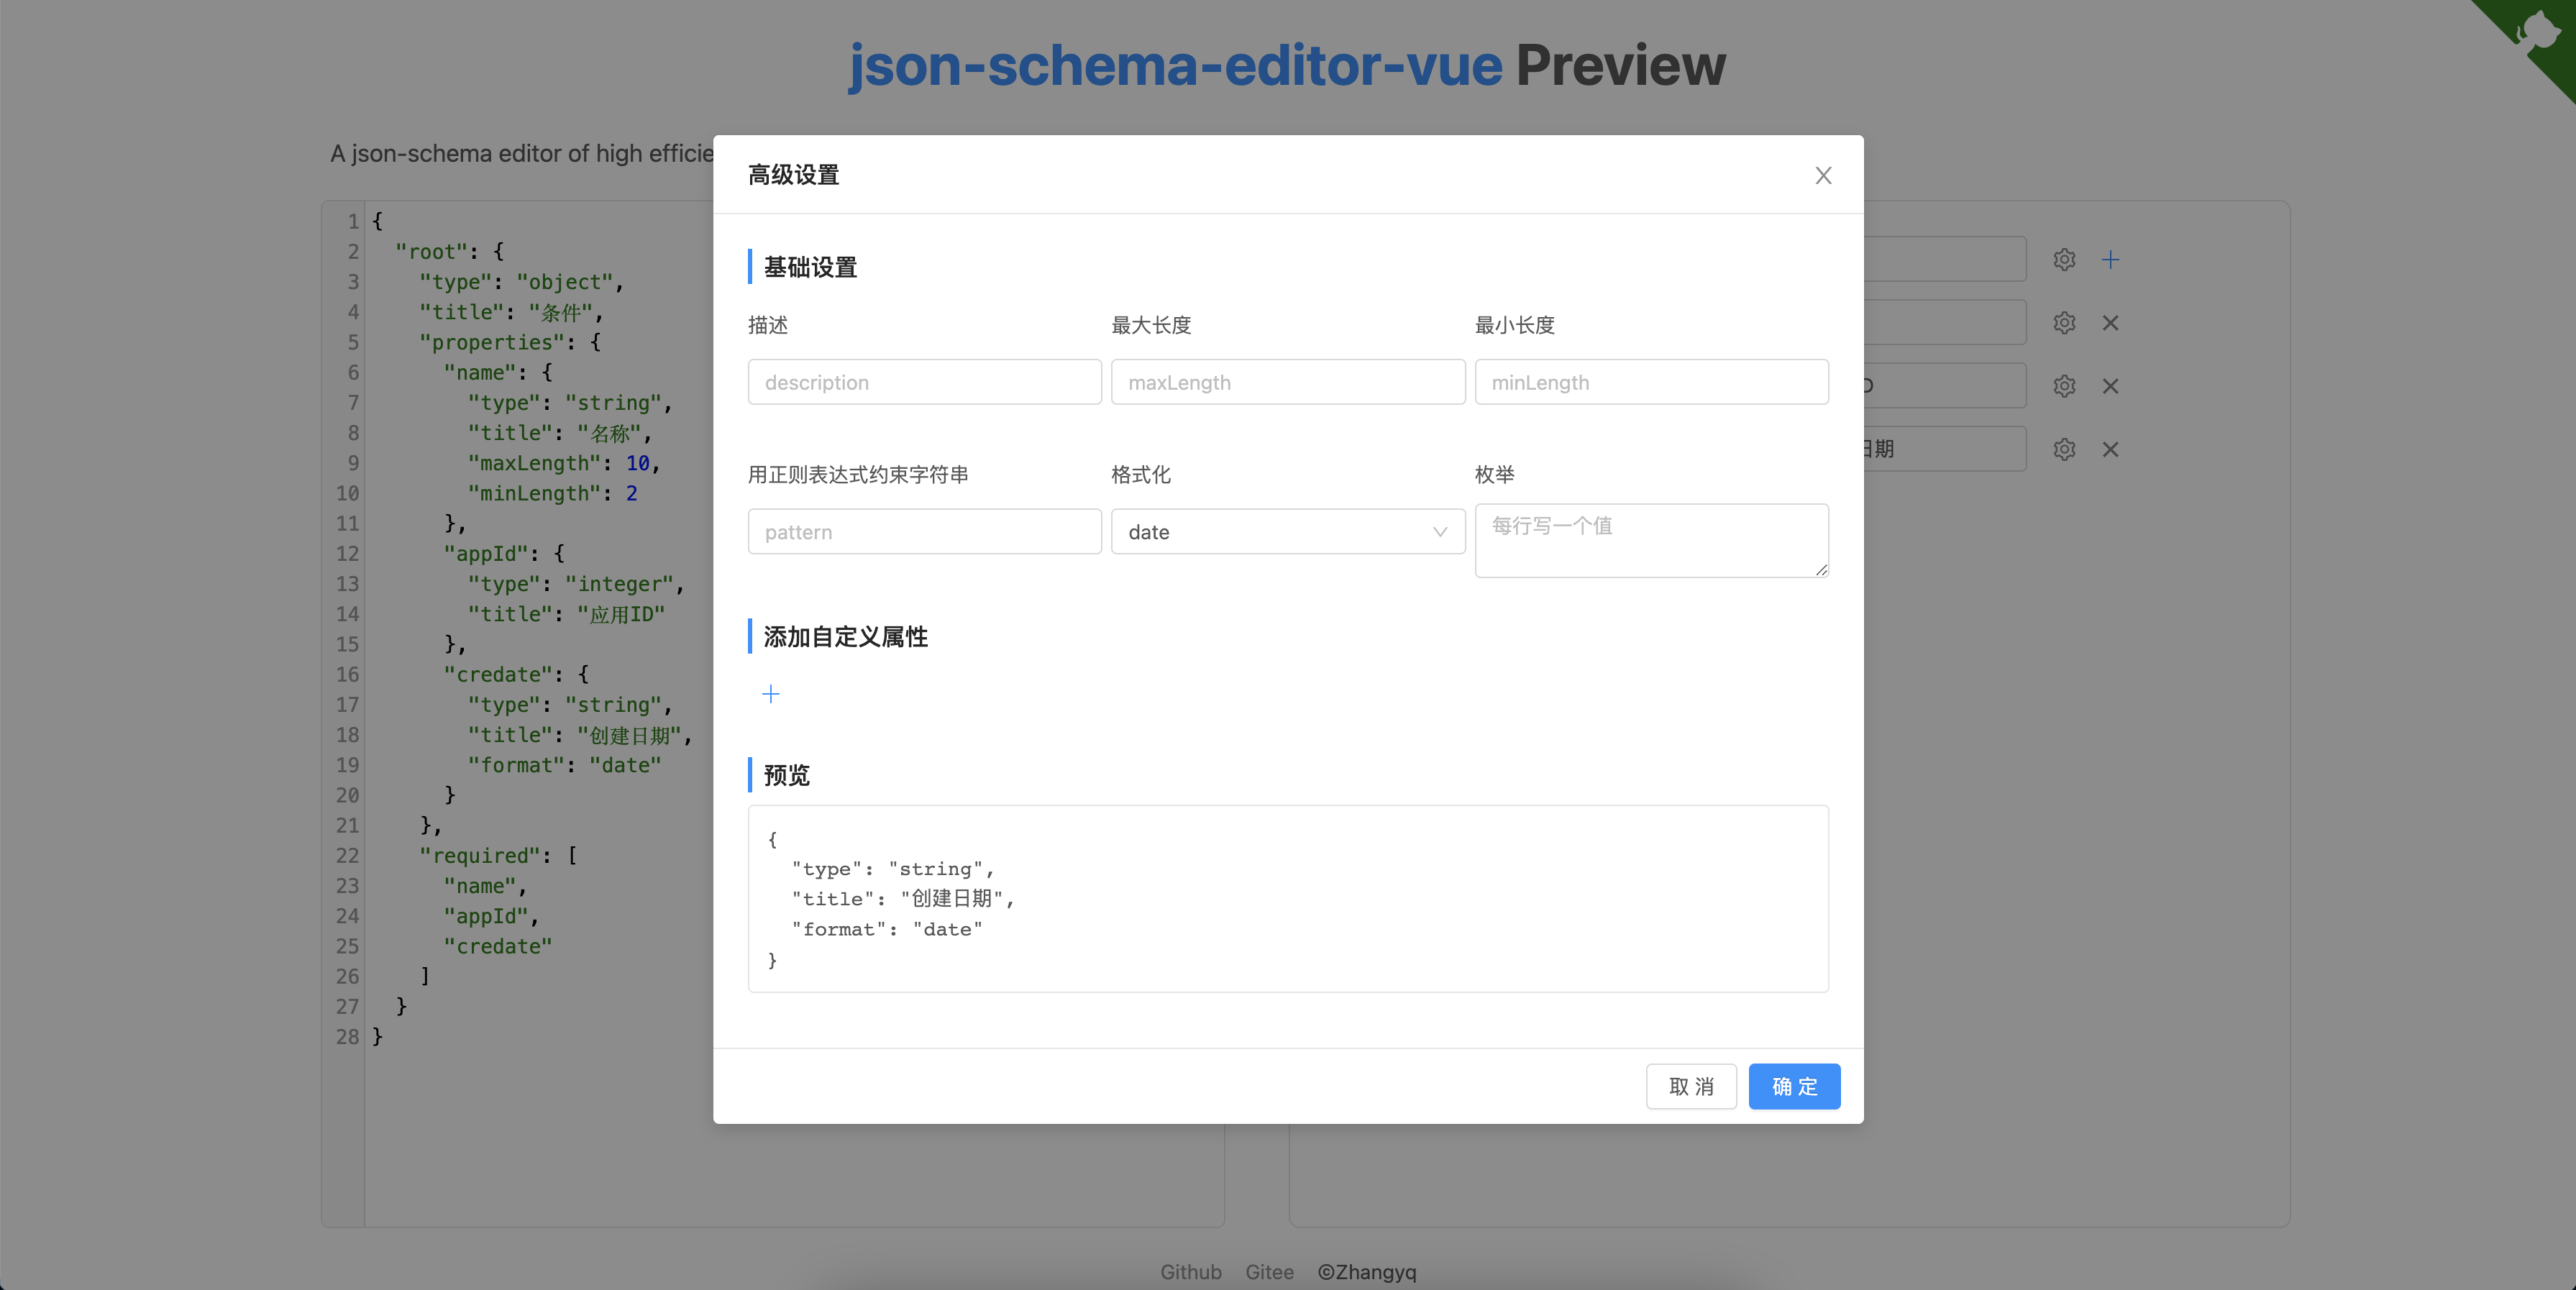 json-schema-editor-vue Preview
A json-schema editor of high efficie
1 {
2 "root": {
3 "type": "object",
4 "title": "条件",
5 "properties": {
6 "name": {
7 "type": "string",
8 "title": "名称",
9 "maxLength": 10,
10 "minLength": 2
11 },
12 "appId": {
13 "type": "integer",
14 "title": "应用ID"
15 },
16 "credate": {
17 "type": "string",
18 "title": "创建日期",
19 "format": "date"
20 }
21 },
22 "required": [
23 "name",
24 "appId",
25 "credate"
26 ]
27 }
28 }
高级设置
基础设置
描述 最大长度 最小长度
description maxLength minLength
用正则表达式约束字符串 格式化 枚举
pattern date 每行写一个值
添加自定义属性
预览
{
"type": "string",
"title": "创建日期",
"format": "date"
}
取 消 确 定
D
日期
Github Gitee ©Zhangyq